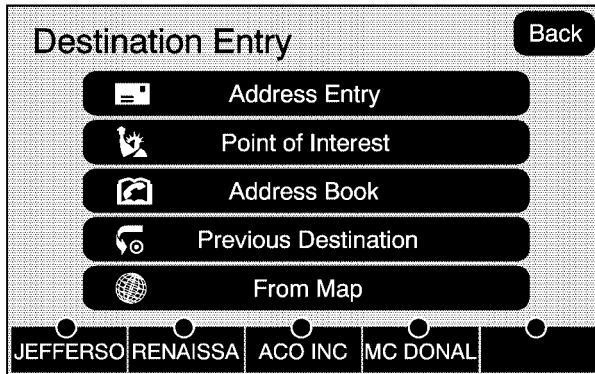 Destination Entry
Back
Address Entry
Point of Interest
Address Book
Previous Destination
From Map
JEFFERSO RENAISSA ACO INC MC DONAL